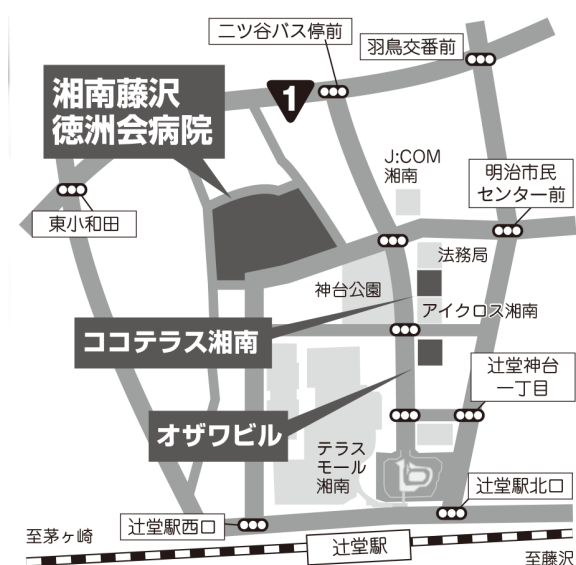 二ツ谷バス停前
羽鳥交番前
湘南藤沢
徳洲会病院
1
J:COM
湘南
明治市民
センター前
東小和田
法務局
神台公園
アイクロス湘南
ココテラス湘南
辻堂神台
一丁目
オザワビル
テラス
モール
湘南
辻堂駅北口
辻堂駅西口
至茅ヶ崎
辻堂駅
至藤沢